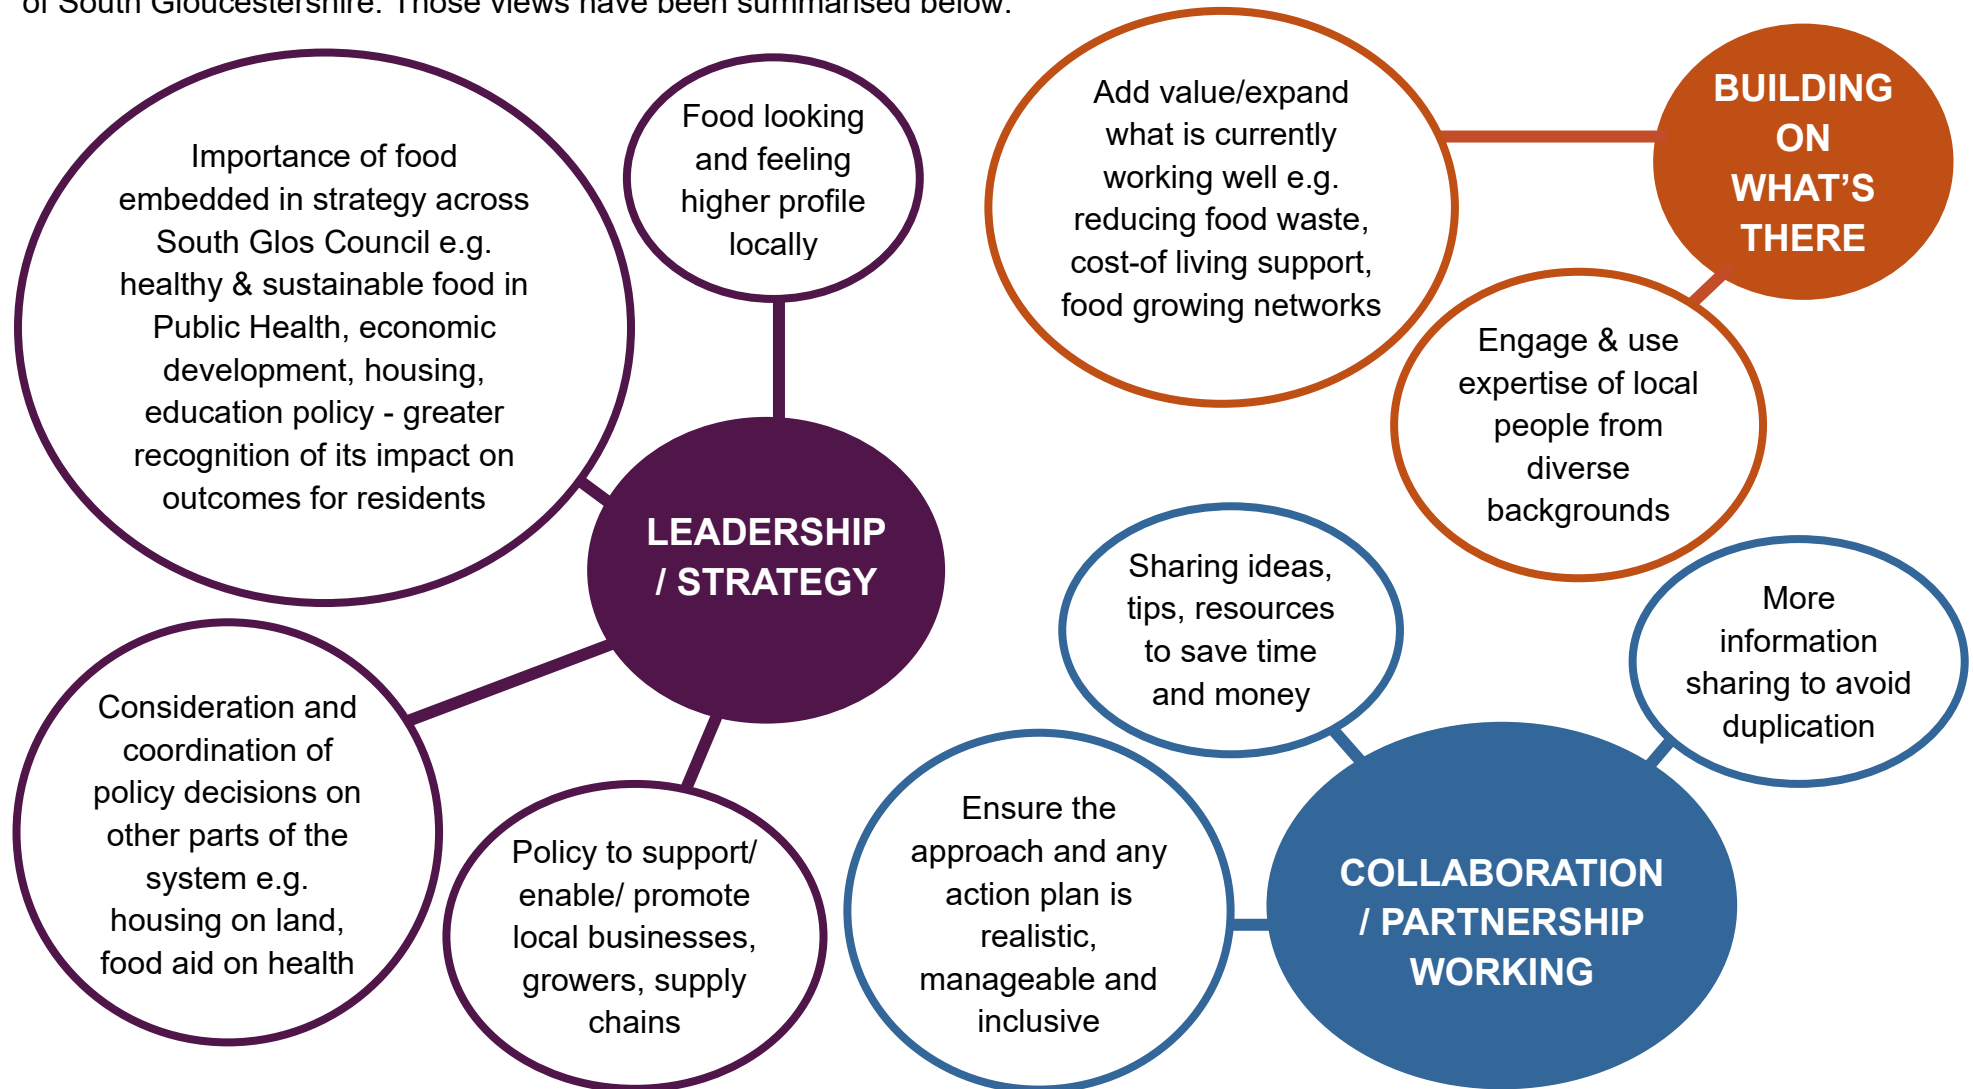 of South Gloucestershire. Those views have been summarised below.
Importance of food
embedded in strategy across
South Glos Council e.g.
healthy & sustainable food in
Public Health, economic
development, housing,
education policy - greater
recognition of its impact on
outcomes for residents
Food looking
and feeling
higher profile
locally
LEADERSHIP
/ STRATEGY
Consideration and
coordination of
policy decisions on
other parts of the
system e.g.
housing on land,
food aid on health
Policy to support/
enable/ promote
local businesses,
growers, supply
chains
Add value/expand
what is currently
working well e.g.
reducing food waste,
cost-of living support,
food growing networks
BUILDING
ON
WHAT’S
THERE
Engage & use
expertise of local
people from
diverse
backgrounds
Sharing ideas,
tips, resources
to save time
and money
More
information
sharing to avoid
duplication
Ensure the
approach and any
action plan is
realistic,
manageable and
inclusive
COLLABORATION
/ PARTNERSHIP
WORKING